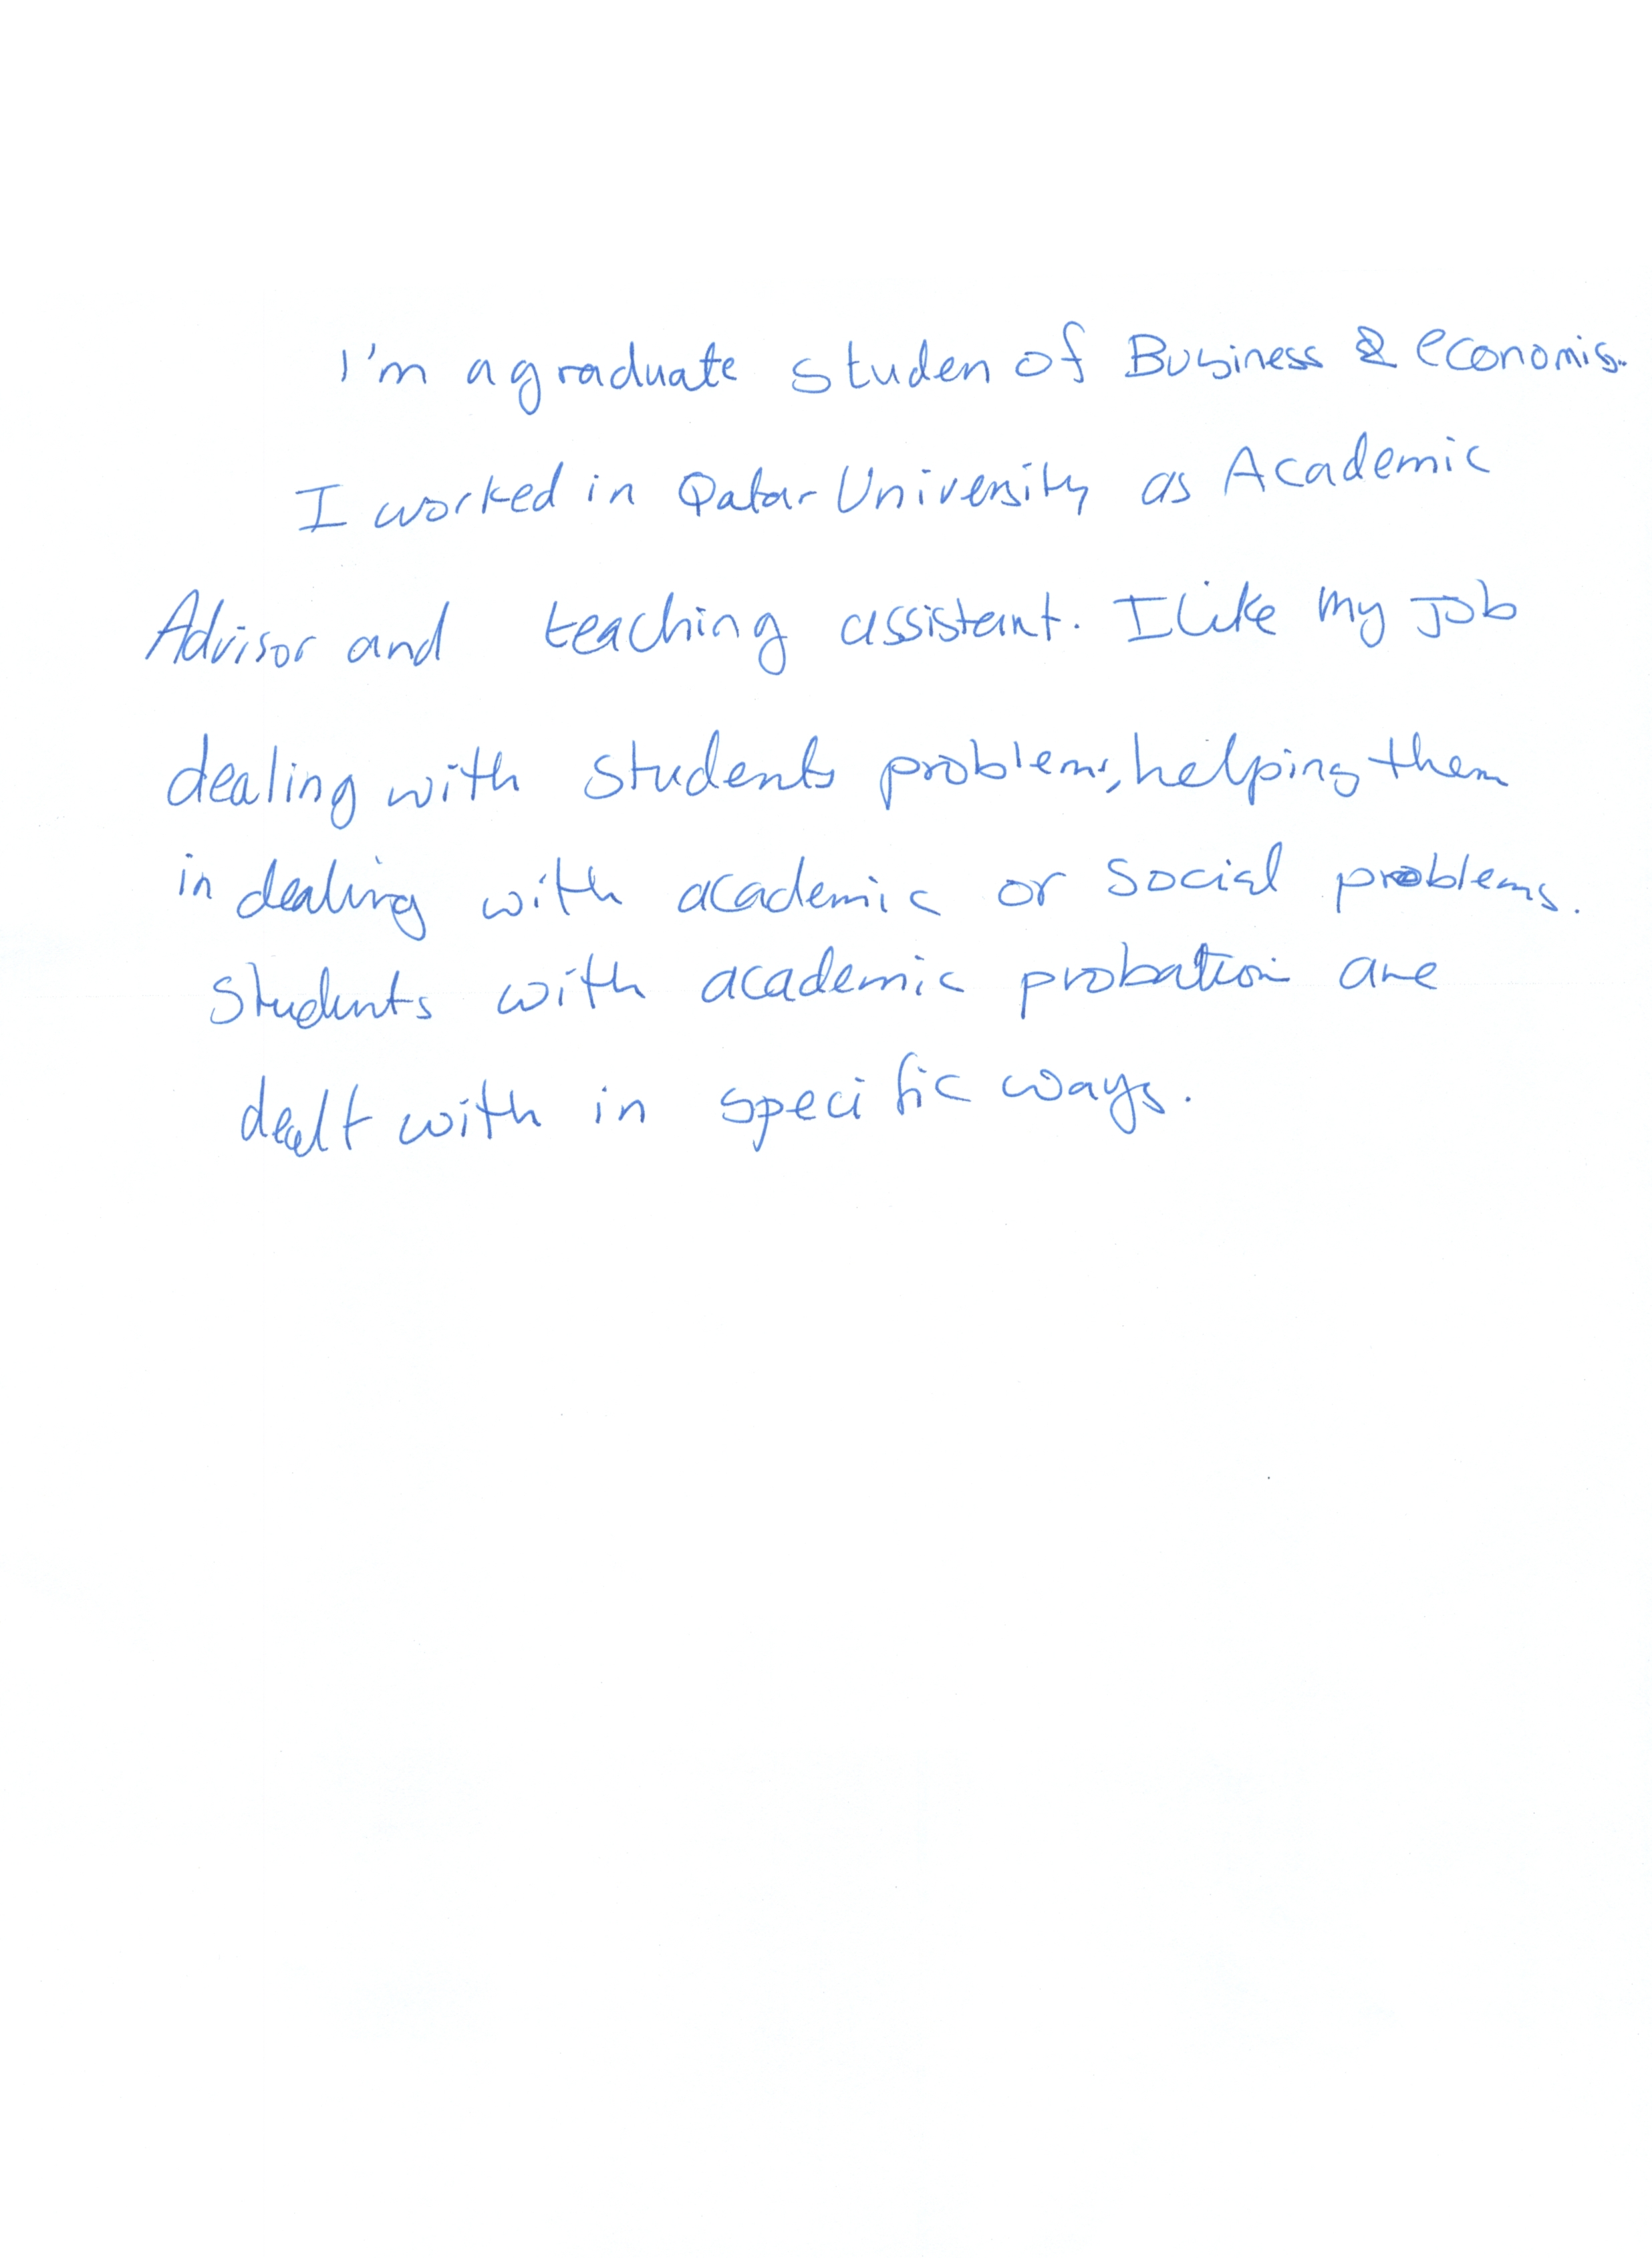 I'm a graduate studen of Business & economis.
I worked in Qatar University as Academic
Advisor and teaching assistant. I like my Job
dealing with students problems, helping them
in dealing with academic or social problems.
Students with academic probation are
dealt with in specific ways.